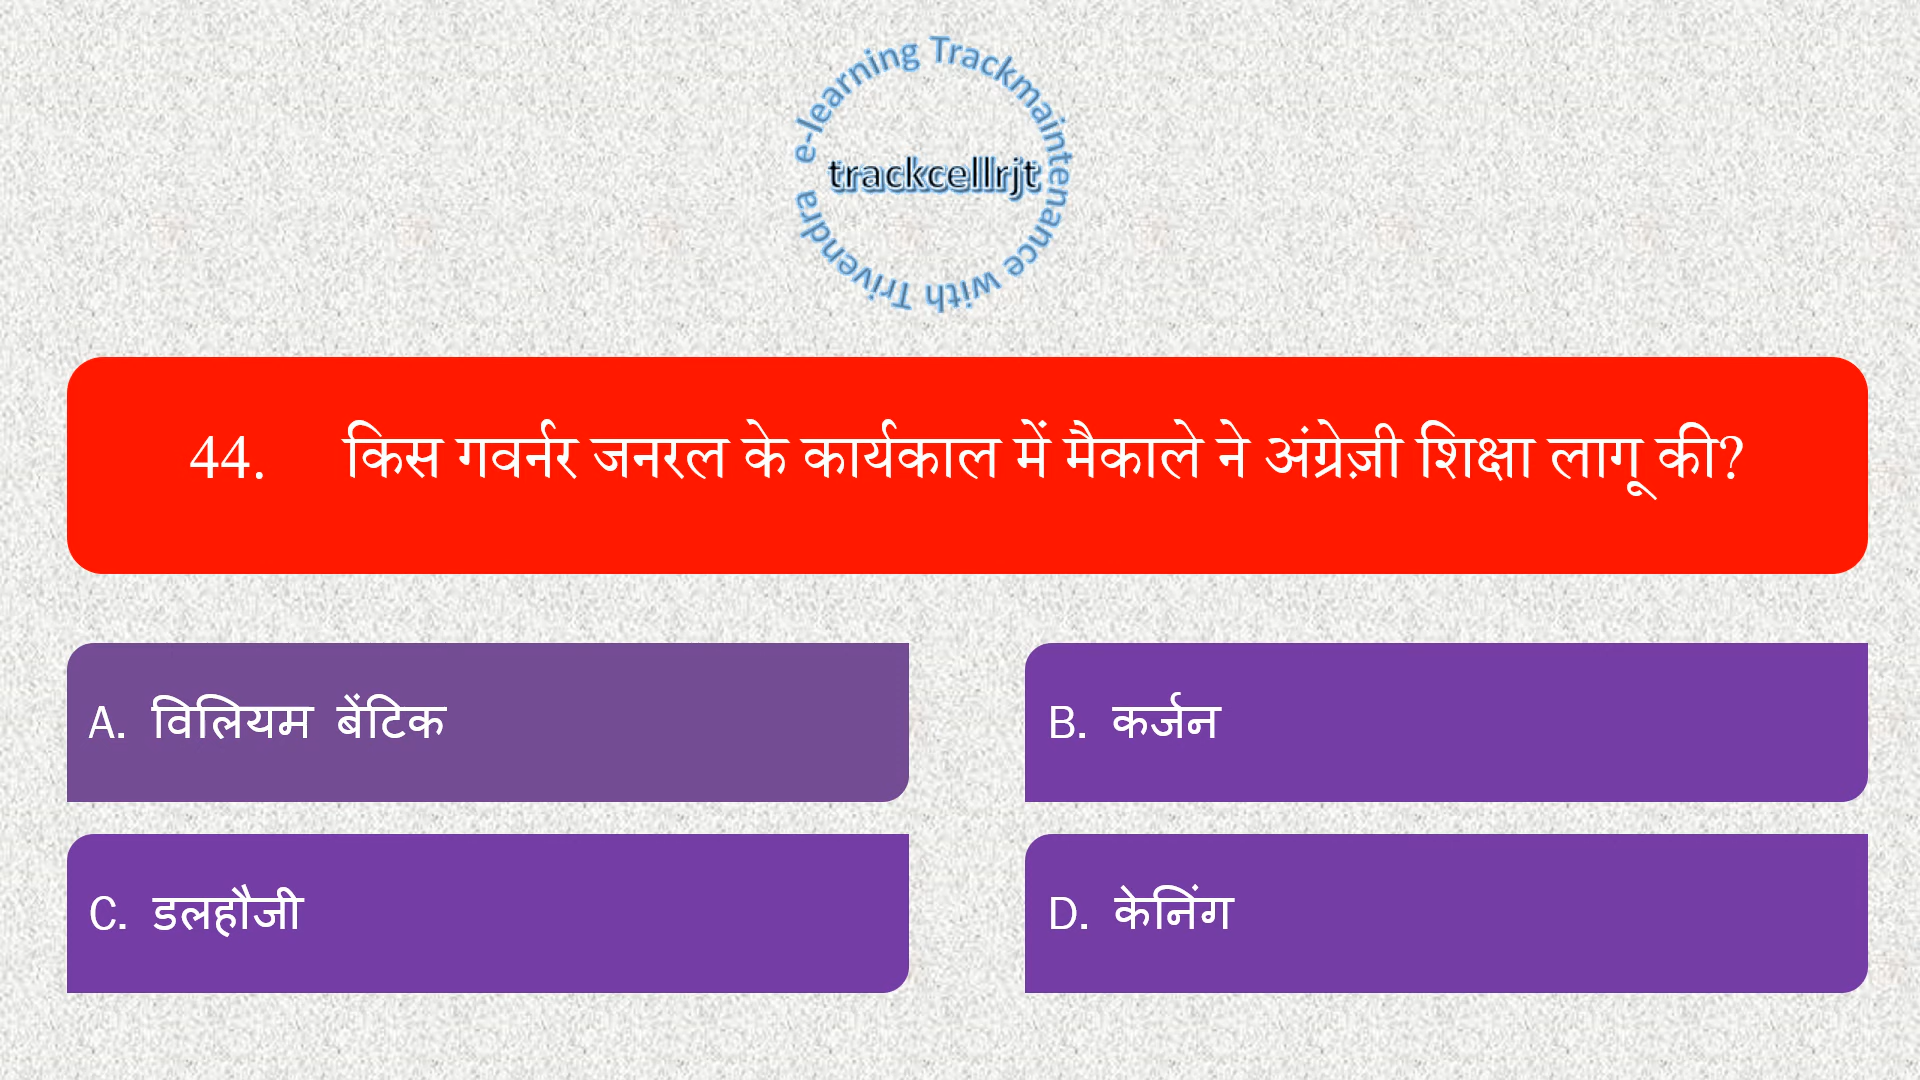 e-learning Trackmaintenance with Trivendra
trackcellrjt
44. किस गवर्नर जनरल के कार्यकाल में मैकाले ने अंग्रेज़ी शिक्षा लागू की?
A. विलियम बेंटिक
B. कर्जन
C. डलहौजी
D. केनिंग